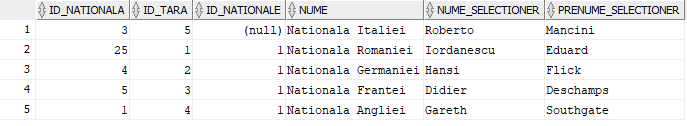 ID_NATIONALA ID_TARA ID_NATIONALE NUME NUME_SELECTIONER PRENUME_SELECTIONER
1 3 5 (null) Nationala Italiei Roberto Mancini
2 25 1 1 Nationala Romaniei Iordanescu Eduard
3 4 2 1 Nationala Germaniei Hansi Flick
4 5 3 1 Nationala Frantei Didier Deschamps
5 1 4 1 Nationala Angliei Gareth Southgate